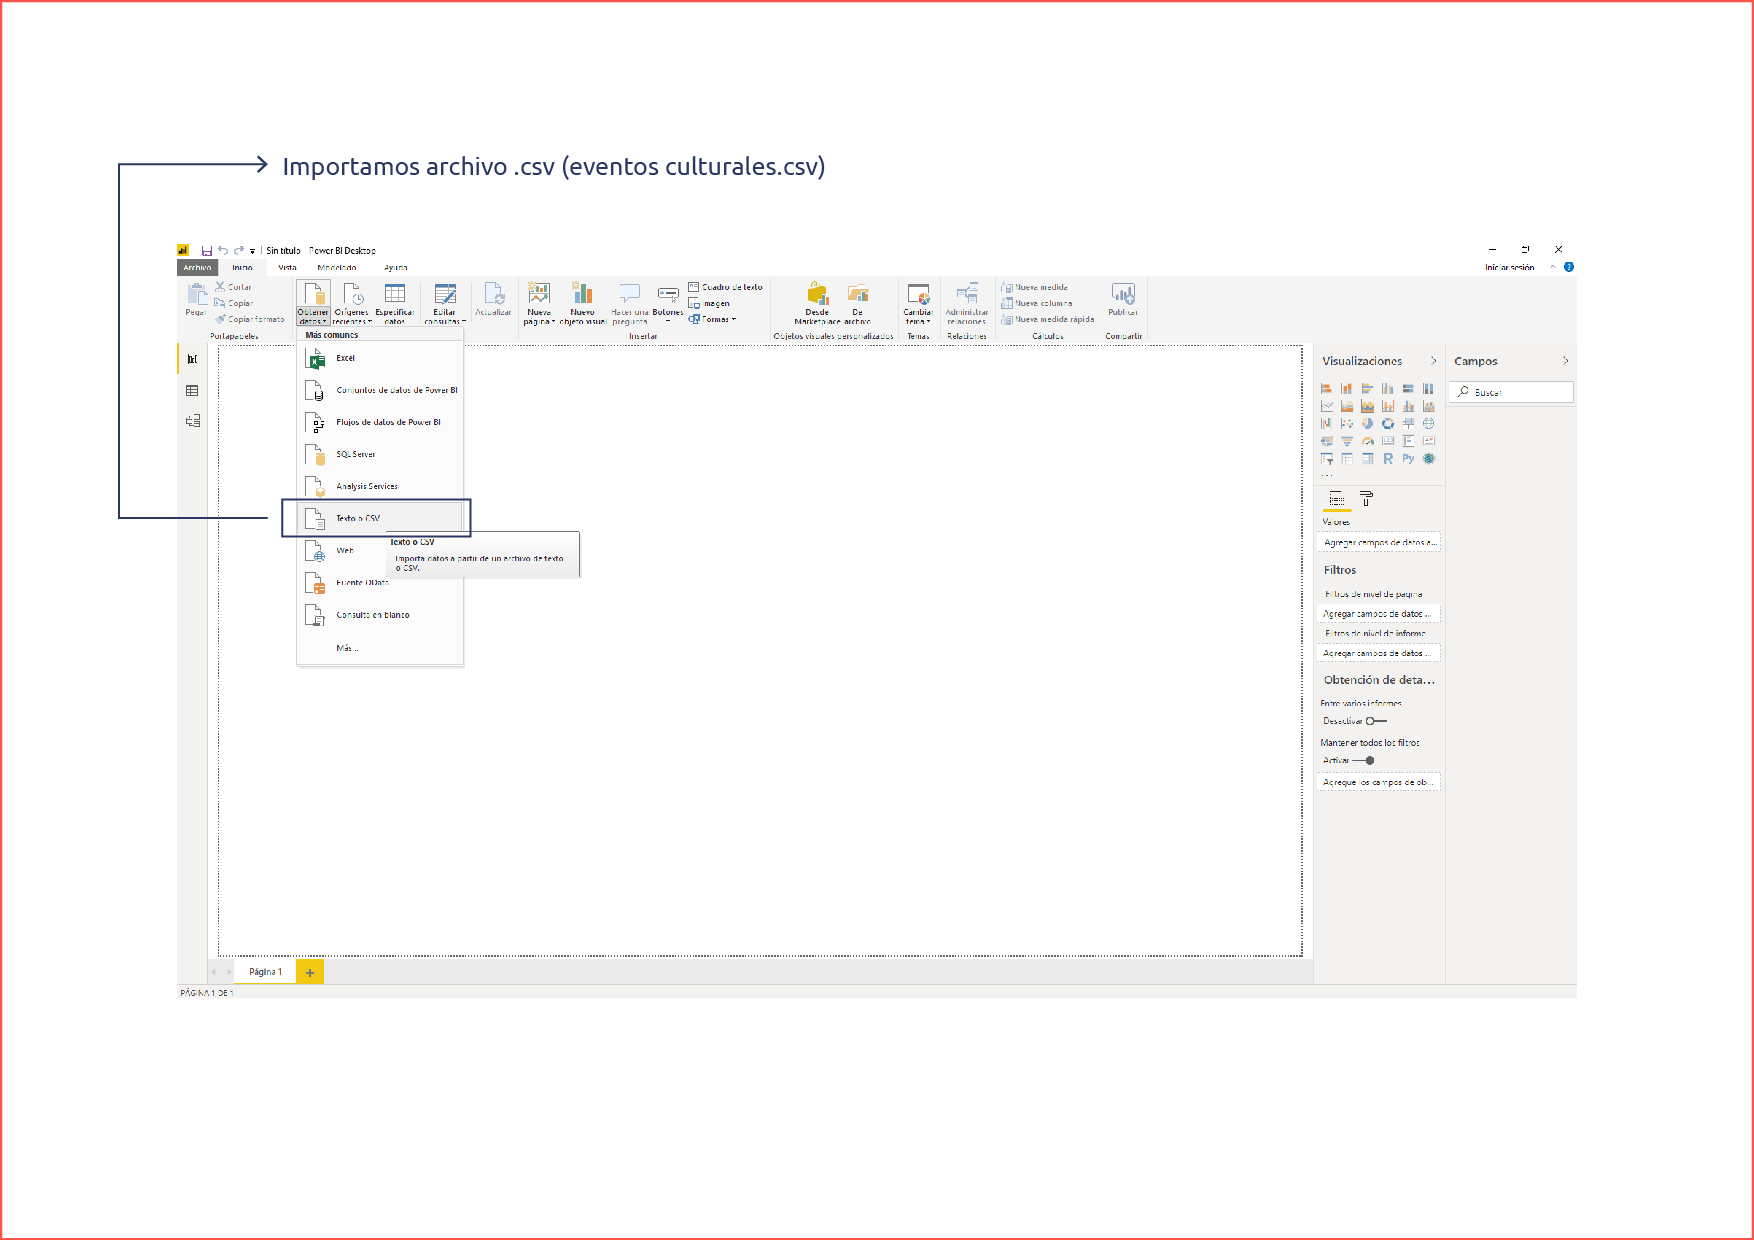 Importamos archivo .csv (eventos culturales.csv)
Sin título - Power BI Desktop
Archivo Inicio Vista Modelado Ayuda
Iniciar sesión
Pegar
Cortar
Copiar
Copiar formato
Portapapeles
Obtener
datos
Orígenes
recientes
Especificar
datos
Editar
consultas
Actualizar
Nueva
página
Nuevo
objeto visual
Hacer una
pregunta
Botones
Cuadro de texto
Imagen
Formas
Insertar
Desde
Marketplace
De
archivo
Objetos visuales personalizados
Cambiar
tema
Temas
Administrar
relaciones
Relaciones
Nueva medida
Nueva columna
Nueva medida rápida
Cálculos
Publicar
Compartir
Más comunes
Excel
Conjuntos de datos de Power BI
Flujos de datos de Power BI
SQL Server
Analysis Services
Texto o CSV
Web
Fuente OData
Consulta en blanco
Más...
Texto o CSV
Importa datos a partir de un archivo de texto
o CSV.
Visualizaciones
R Py
Valores
Agregar campos de datos a...
Filtros
Filtros de nivel de página
Agregar campos de datos ...
Filtros de nivel de informe
Agregar campos de datos ...
Obtención de deta...
Entre varios informes
Desactivar
Mantener todos los filtros
Activar
Agregue los campos de ob...
Campos
Buscar
Página 1
PÁGINA 1 DE 1